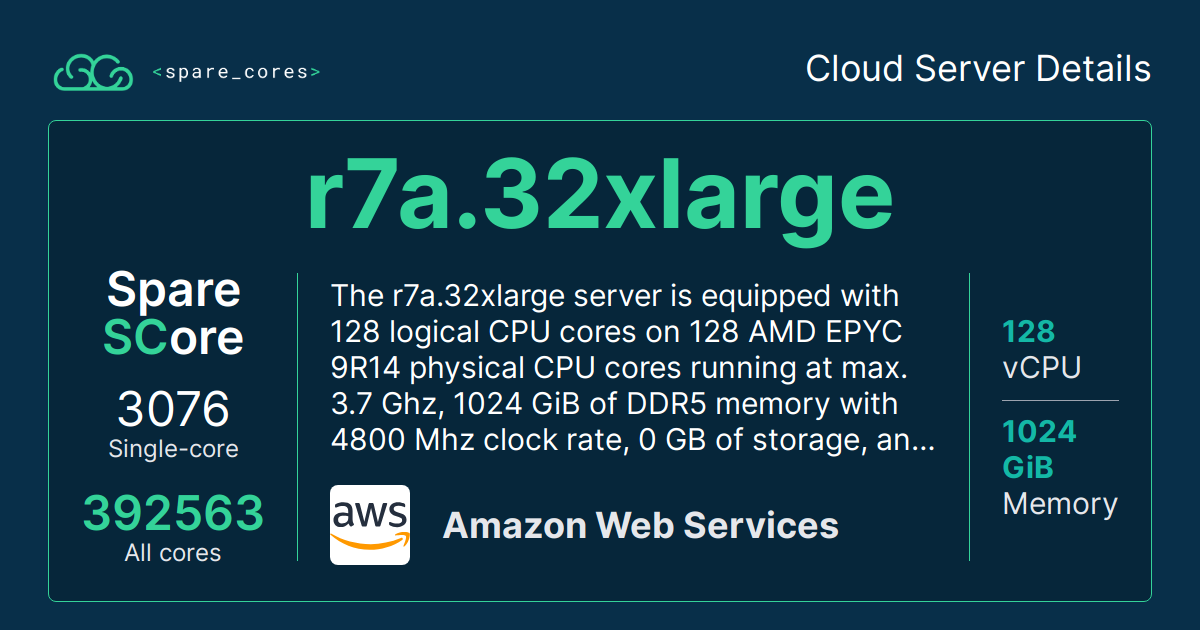 <spare_cores>
Cloud Server Details
r7a.32xlarge
Spare
SCore
3076
Single-core
392563
All cores
The r7a.32xlarge server is equipped with
128 logical CPU cores on 128 AMD EPYC
9R14 physical CPU cores running at max.
3.7 Ghz, 1024 GiB of DDR5 memory with
4800 Mhz clock rate, 0 GB of storage, an...
aws
Amazon Web Services
128
vCPU
1024
GiB
Memory